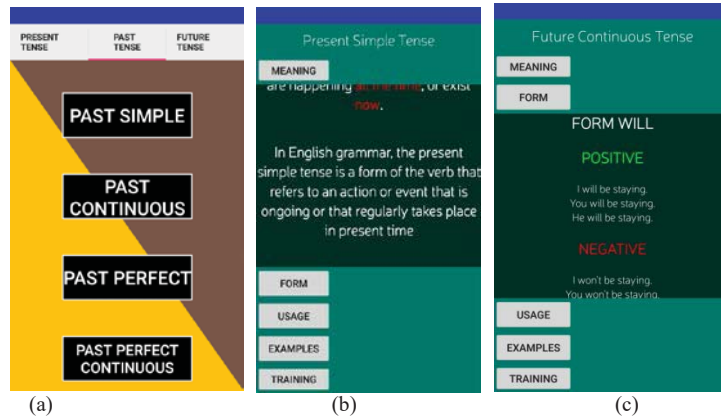 PRESENT TENSE
PAST TENSE
FUTURE TENSE
PAST SIMPLE
PAST
CONTINUOUS
PAST PERFECT
PAST PERFECT
CONTINUOUS
(a)
Present Simple Tense
MEANING
are happening all the time, or exist
now.
In English grammar, the present
simple tense is a form of the verb that
refers to an action or event that is
ongoing or that regularly takes place
in present time
FORM
USAGE
EXAMPLES
TRAINING
(b)
Future Continuous Tense
MEANING
FORM
FORM WILL
POSITIVE
I will be staying.
You will be staying.
He will be staying.
NEGATIVE
I won't be staying.
You won't be staying.
USAGE
EXAMPLES
TRAINING
(c)